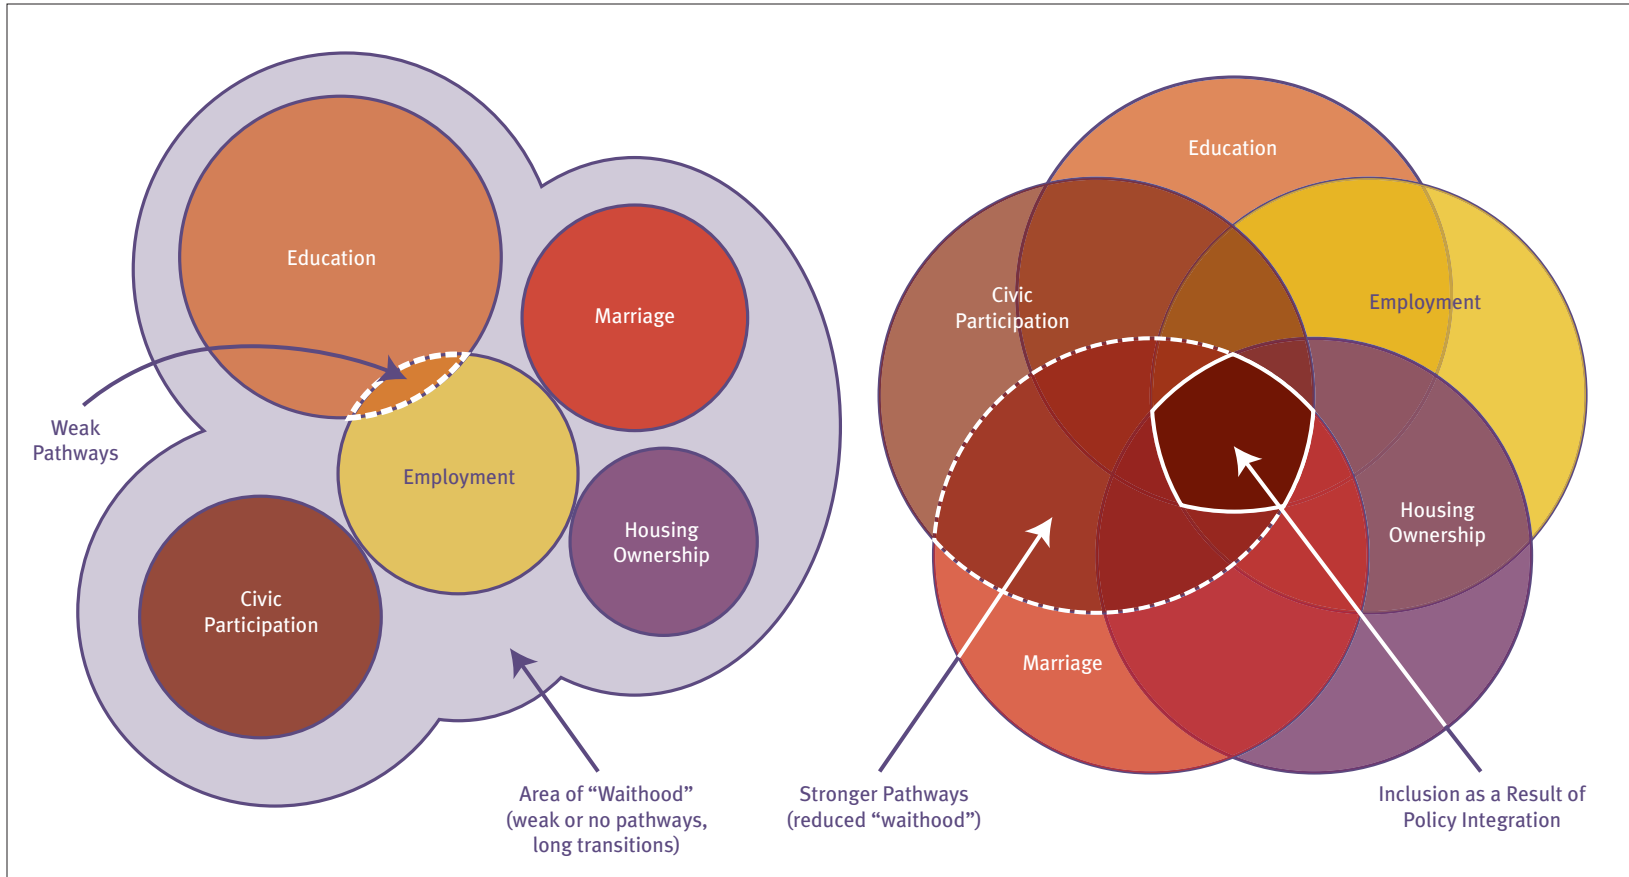 Education
Marriage
Weak
Pathways
Employment
Housing
Ownership
Civic
Participation
Area of “Waithood”
(weak or no pathways,
long transitions)
Education
Civic
Participation
Employment
Housing
Ownership
Marriage
Stronger Pathways
(reduced “waithood”)
Inclusion as a Result of
Policy Integration